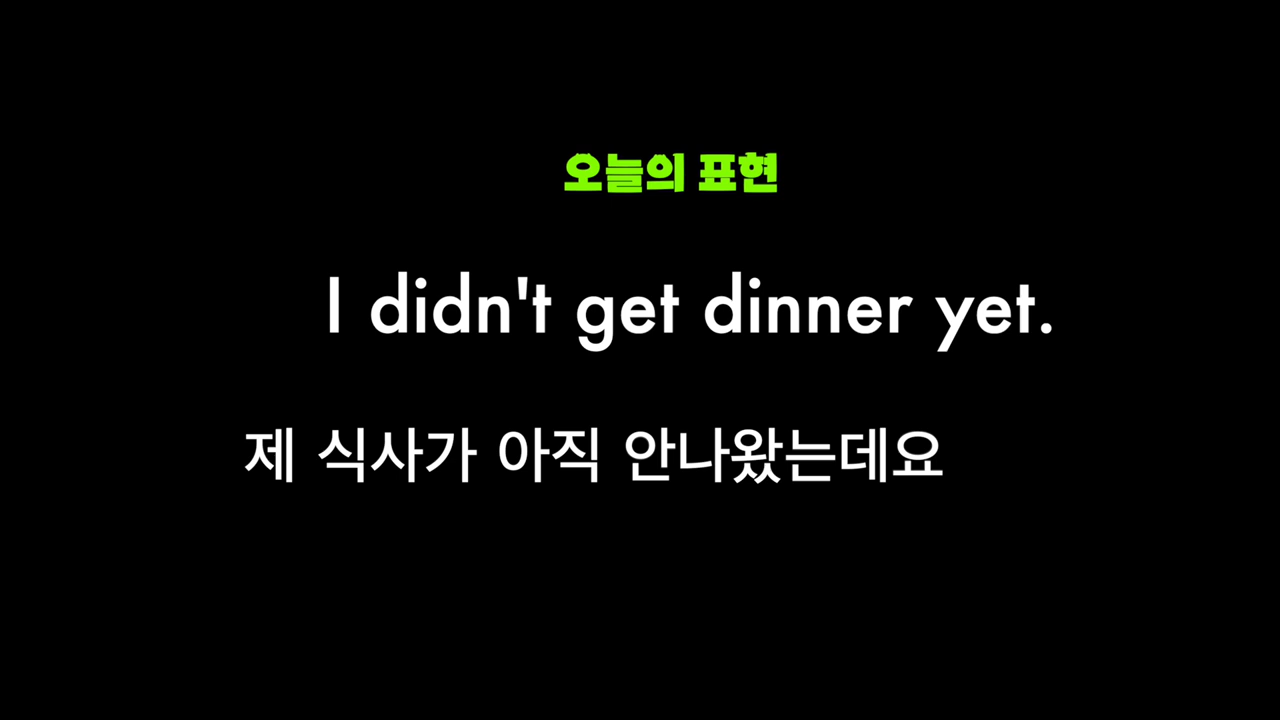 오늘의 표현
I didn't get dinner yet.
제 식사가 아직 안나왔는데요